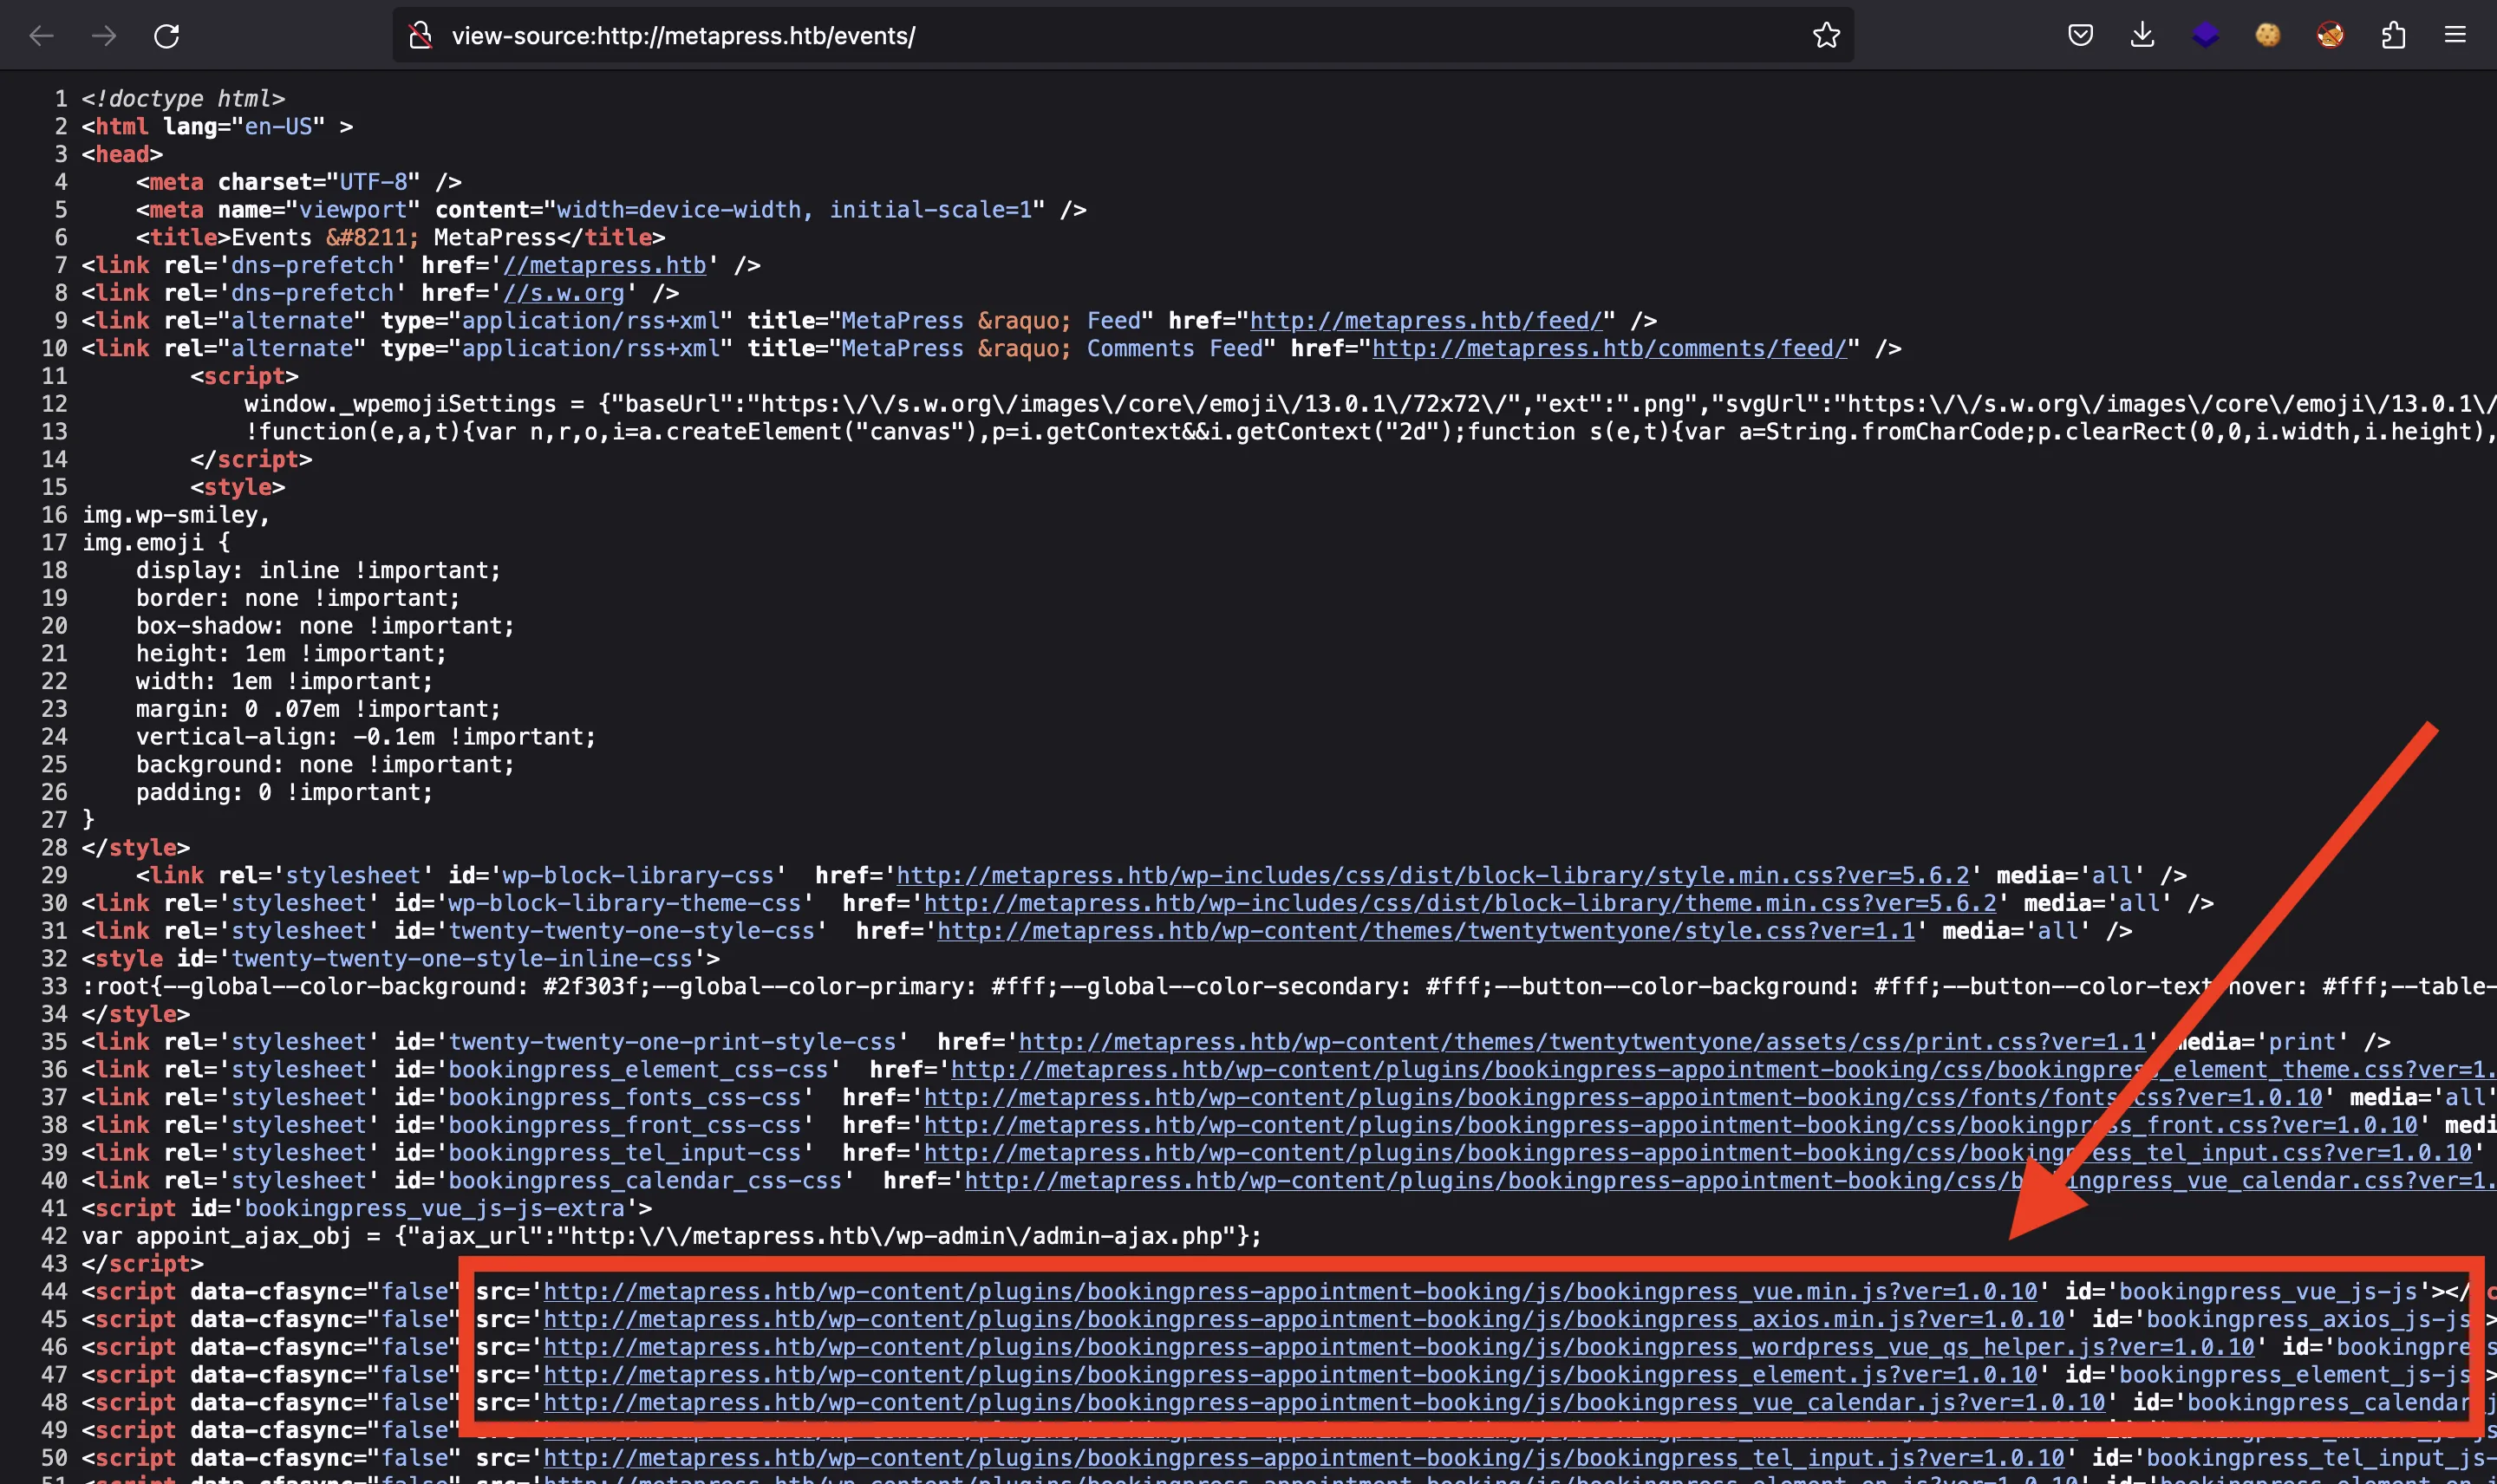 view-source:http://metapress.htb/events/
1 <!doctype html>
2 <html lang="en-US" >
3 <head>
4 <meta charset="UTF-8" />
5 <meta name="viewport" content="width=device-width, initial-scale=1" />
6 <title>Events &#8211; MetaPress</title>
7 <link rel='dns-prefetch' href='//metapress.htb' />
8 <link rel='dns-prefetch' href='//s.w.org' />
9 <link rel="alternate" type="application/rss+xml" title="MetaPress &raquo; Feed" href="http://metapress.htb/feed/" />
10 <link rel="alternate" type="application/rss+xml" title="MetaPress &raquo; Comments Feed" href="http://metapress.htb/comments/feed/" />
11 <script>
12 window._wpemojiSettings = {"baseUrl":"https:\/\/s.w.org\/images\/core\/emoji\/13.0.1\/72x72\/","ext":".png","svgUrl":"https:\/\/s.w.org\/images\/core\/emoji\/13.0.1\/
13 !function(e,a,t){var n,r,o,i=a.createElement("canvas"),p=i.getContext&&i.getContext("2d");function s(e,t){var a=String.fromCharCode;p.clearRect(0,0,i.width,i.height),
14 </script>
15 <style>
16 img.wp-smiley,
17 img.emoji {
18 display: inline !important;
19 border: none !important;
20 box-shadow: none !important;
21 height: 1em !important;
22 width: 1em !important;
23 margin: 0 .07em !important;
24 vertical-align: -0.1em !important;
25 background: none !important;
26 padding: 0 !important;
27 }
28 </style>
29 <link rel='stylesheet' id='wp-block-library-css' href='http://metapress.htb/wp-includes/css/dist/block-library/style.min.css?ver=5.6.2' media='all' />
30 <link rel='stylesheet' id='wp-block-library-theme-css' href='http://metapress.htb/wp-includes/css/dist/block-library/theme.min.css?ver=5.6.2' media='all' />
31 <link rel='stylesheet' id='twenty-twenty-one-style-css' href='http://metapress.htb/wp-content/themes/twentytwentyone/style.css?ver=1.1' media='all' />
32 <style id='twenty-twenty-one-style-inline-css'>
33 :root{--global--color-background: #2f303f;--global--color-primary: #fff;--global--color-secondary: #fff;--button--color-background: #fff;--button--color-text-hover: #fff;--table-
34 </style>
35 <link rel='stylesheet' id='twenty-twenty-one-print-style-css' href='http://metapress.htb/wp-content/themes/twentytwentyone/assets/css/print.css?ver=1.1' media='print' />
36 <link rel='stylesheet' id='bookingpress_element_css-css' href='http://metapress.htb/wp-content/plugins/bookingpress-appointment-booking/css/bookingpress_element_theme.css?ver=1.
37 <link rel='stylesheet' id='bookingpress_fonts_css-css' href='http://metapress.htb/wp-content/plugins/bookingpress-appointment-booking/css/fonts/fonts.css?ver=1.0.10' media='all'
38 <link rel='stylesheet' id='bookingpress_front_css-css' href='http://metapress.htb/wp-content/plugins/bookingpress-appointment-booking/css/bookingpress_front.css?ver=1.0.10' medi
39 <link rel='stylesheet' id='bookingpress_tel_input-css' href='http://metapress.htb/wp-content/plugins/bookingpress-appointment-booking/css/bookingpress_tel_input.css?ver=1.0.10'
40 <link rel='stylesheet' id='bookingpress_calendar_css-css' href='http://metapress.htb/wp-content/plugins/bookingpress-appointment-booking/css/bookingpress_vue_calendar.css?ver=1.
41 <script id='bookingpress_vue_js-js-extra'>
42 var appoint_ajax_obj = {"ajax_url":"http:\/\/metapress.htb\/wp-admin\/admin-ajax.php"};
43 </script>
44 <script data-cfasync="false" src='http://metapress.htb/wp-content/plugins/bookingpress-appointment-booking/js/bookingpress_vue.min.js?ver=1.0.10' id='bookingpress_vue_js-js'></
45 <script data-cfasync="false" src='http://metapress.htb/wp-content/plugins/bookingpress-appointment-booking/js/bookingpress_axios.min.js?ver=1.0.10' id='bookingpress_axios_js-js
46 <script data-cfasync="false" src='http://metapress.htb/wp-content/plugins/bookingpress-appointment-booking/js/bookingpress_wordpress_vue_qs_helper.js?ver=1.0.10' id='bookingpre
47 <script data-cfasync="false" src='http://metapress.htb/wp-content/plugins/bookingpress-appointment-booking/js/bookingpress_element.js?ver=1.0.10' id='bookingpress_element_js-js
48 <script data-cfasync="false" src='http://metapress.htb/wp-content/plugins/bookingpress-appointment-booking/js/bookingpress_vue_calendar.js?ver=1.0.10' id='bookingpress_calendar
49 <script data-cfasync="false"
50 <script data-cfasync="false" src='http://metapress.htb/wp-content/plugins/bookingpress-appointment-booking/js/bookingpress_tel_input.js?ver=1.0.10' id='bookingpress_tel_input_js-